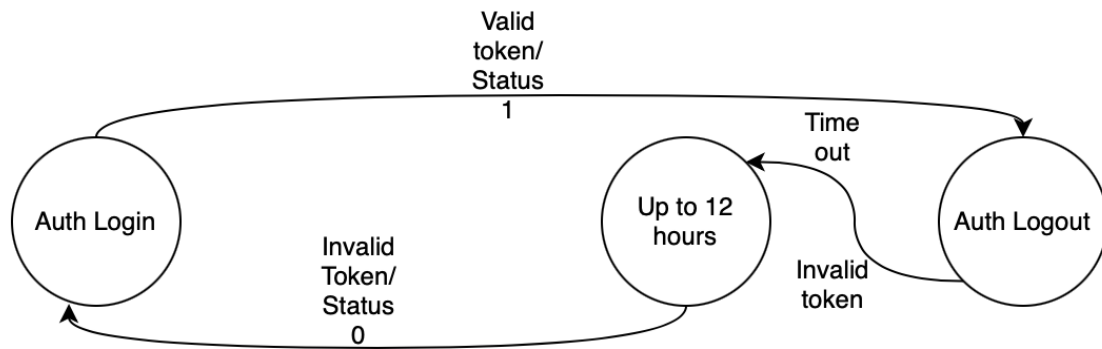 Valid
token/
Status
1
Time
out
Auth Login
Up to 12
hours
Auth Logout
Invalid
Token/
Status
0
Invalid
token